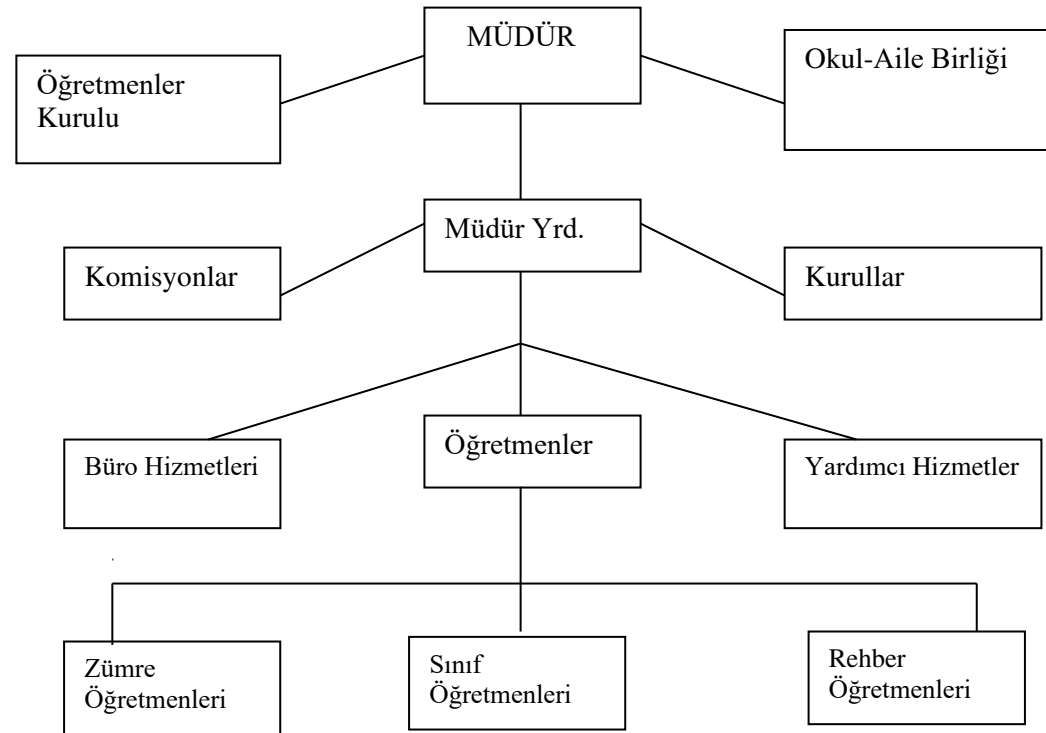 MÜDÜR
Öğretmenler
Kurulu
Okul-Aile Birliği
Müdür Yrd.
Komisyonlar
Kurullar
Büro Hizmetleri
Öğretmenler
Yardımcı Hizmetler
Zümre
Öğretmenleri
Sınıf
Öğretmenleri
Rehber
Öğretmenleri